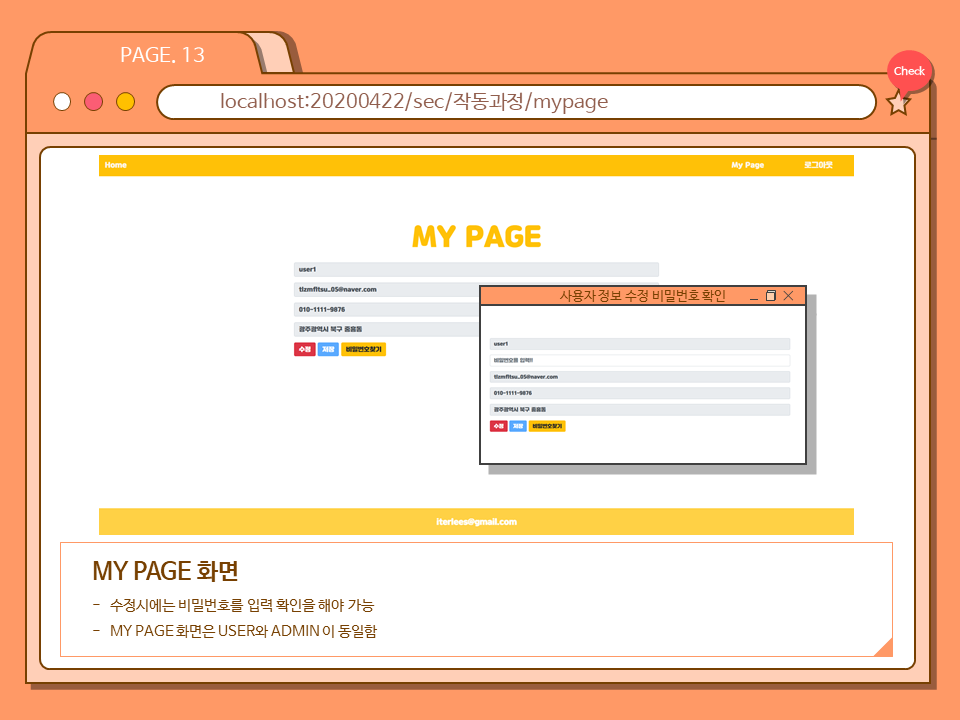 PAGE. 13
Check
localhost:20200422/sec/작동과정/mypage
Home My Page 로그아웃
MY PAGE
user1
tlzmfltsu_05@naver.com
010-1111-9876
광주광역시 북구 중흥동
수정 저장 비밀번호찾기
사용자 정보 수정 비밀번호 확인
user1
비밀번호를 입력!!
tlzmfltsu_05@naver.com
010-1111-9876
광주광역시 북구 중흥동
수정 저장 비밀번호찾기
iterlees@gmail.com
MY PAGE 화면
- 수정시에는 비밀번호를 입력 확인을 해야 가능
- MY PAGE 화면은 USER와 ADMIN 이 동일함